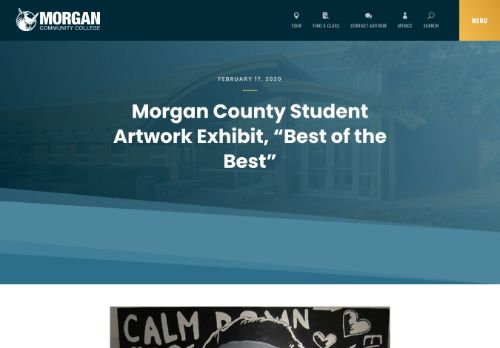 MORGAN
COMMUNITY COLLEGE
TOUR
FIND A CLASS
CONTACT ADVISOR
MYMCC
SEARCH
MENU
FEBRUARY 17, 2020
Morgan County Student
Artwork Exhibit, “Best of the
Best”
CALM DOWN